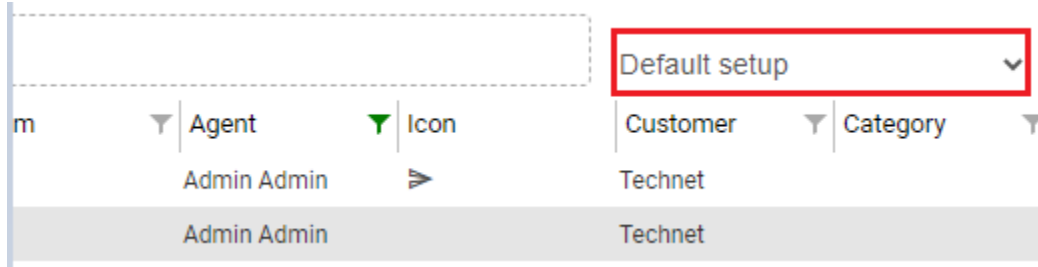 Default setup
m Agent Icon Customer Category
Admin Admin Technet
Admin Admin Technet